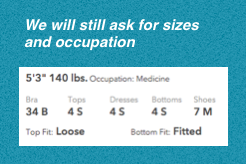 We will still ask for sizes
and occupation
5'3" 140 lbs. Occupation: Medicine
Bra Tops Dresses Bottoms Shoes
34 B 4 S 4 S 4 S 7 M
Top Fit: Loose Bottom Fit: Fitted